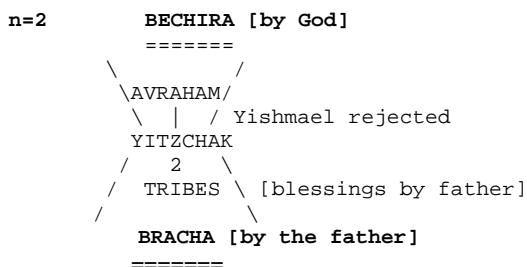 n=2 BECHIRA [by God]
=======
\ /
\AVRAHAM/
\ | / Yishmael rejected
YITZCHAK
/ 2 \
/ TRIBES \ [blessings by father]
/ \
BRACHA [by the father]
=======